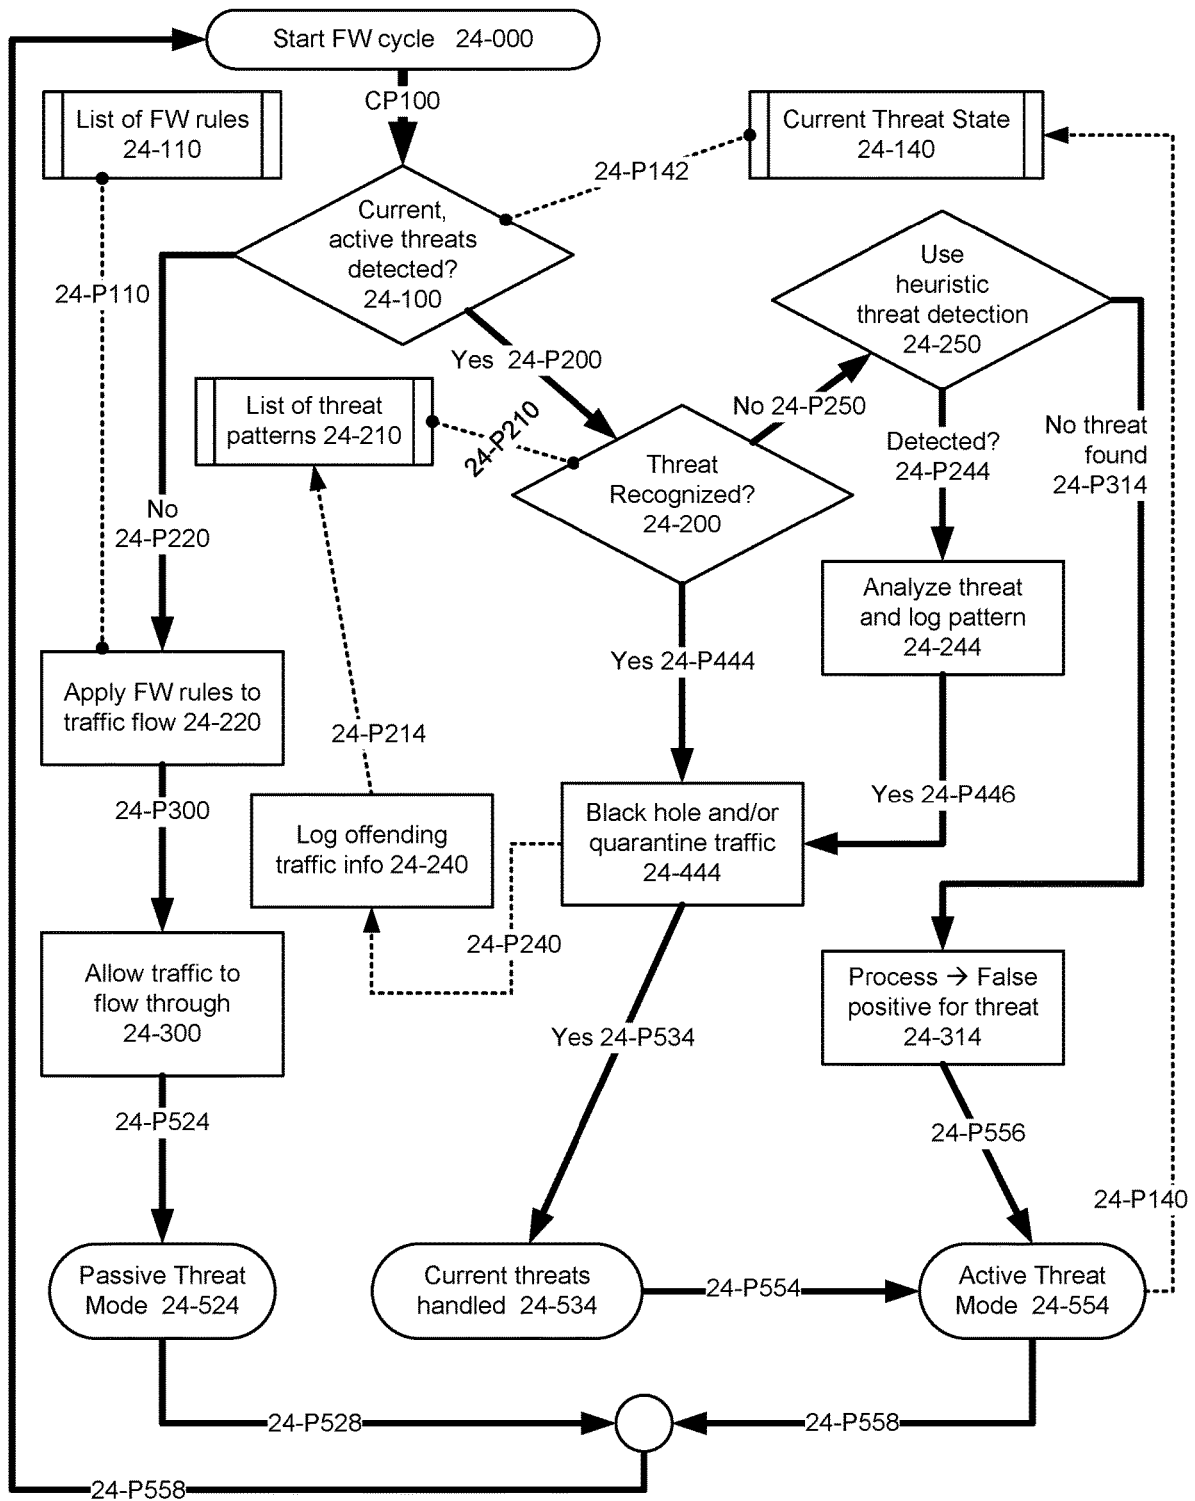 Start FW cycle 24-000
CP100
List of FW rules
24-110
Current Threat State
24-140
24-P142
Current,
active threats
detected?
24-100
Use
heuristic
threat detection
24-250
24-P110
Yes 24-P200
List of threat
patterns 24-210
24-P210
No 24-P250
Threat
Recognized?
24-200
Detected?
24-P244
No threat
found
24-P314
No
24-P220
Analyze threat
and log pattern
24-244
Yes 24-P444
Apply FW rules to
traffic flow 24-220
24-P214
24-P300
Yes 24-P446
Log offending
traffic info 24-240
Black hole and/or
quarantine traffic
24-444
24-P240
Allow traffic to
flow through
24-300
Process → False
positive for threat
24-314
Yes 24-P534
24-P524
24-P556
24-P140
Passive Threat
Mode 24-524
Current threats
handled 24-534
24-P554
Active Threat
Mode 24-554
24-P528
24-P558
24-P558